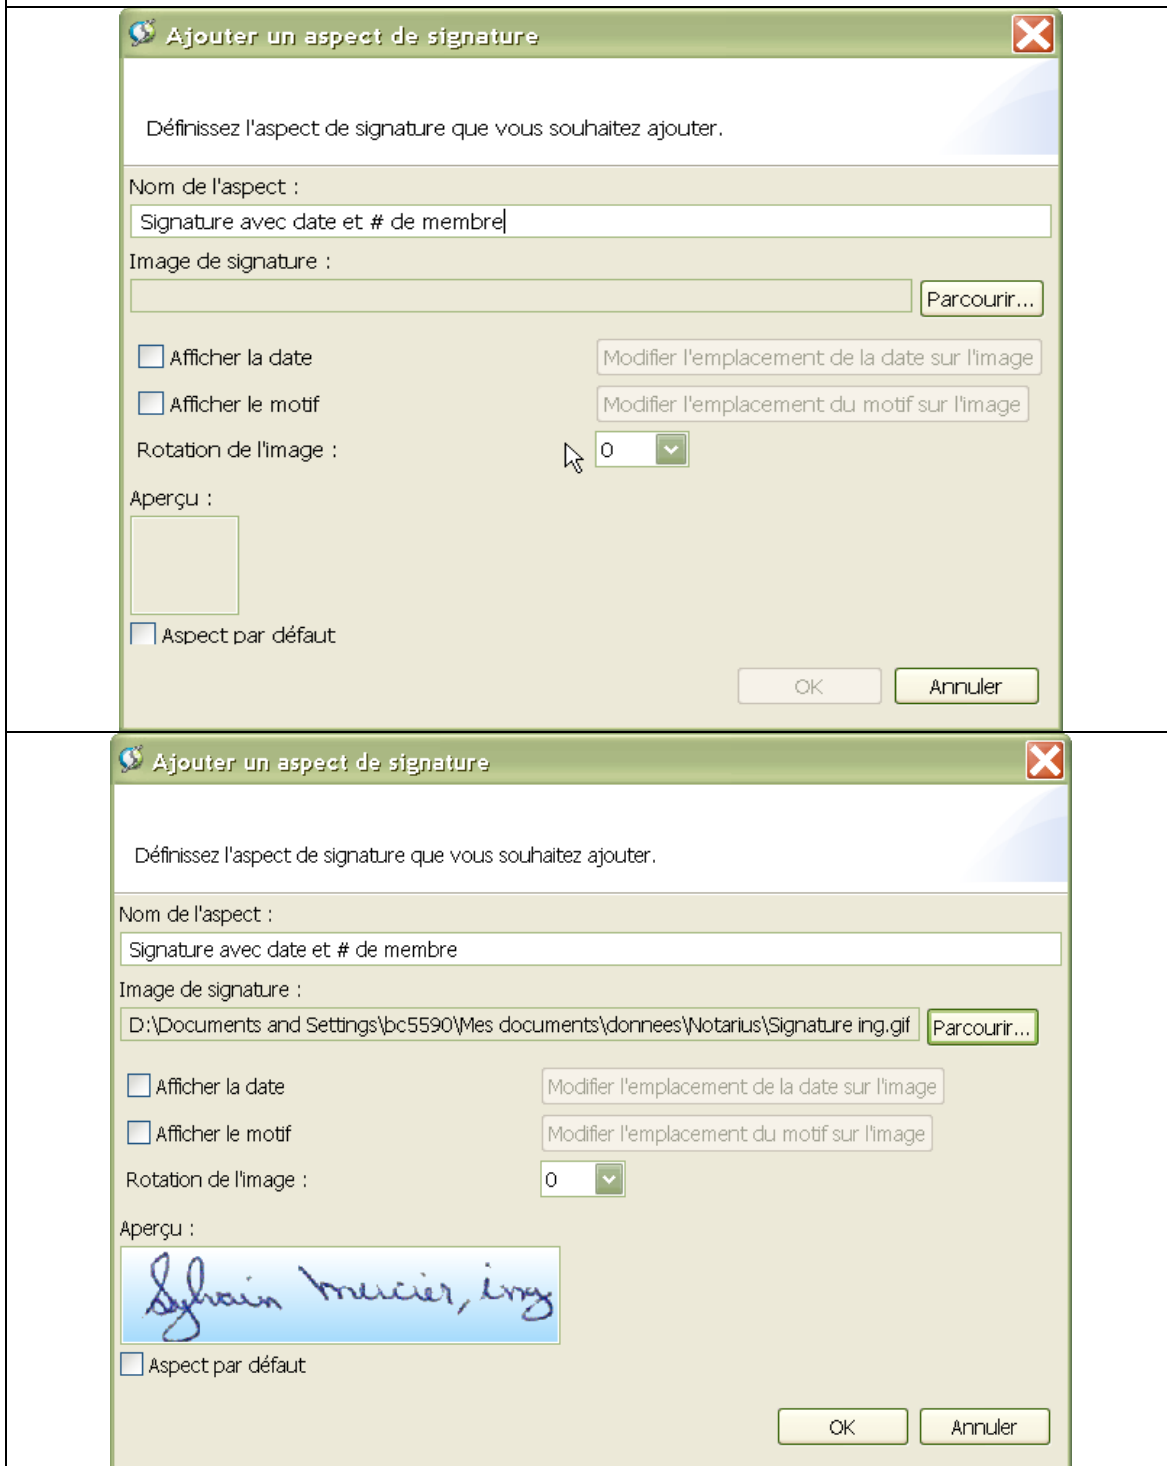 Ajouter un aspect de signature
Définissez l'aspect de signature que vous souhaitez ajouter.
Nom de l'aspect :
Signature avec date et # de membre
Image de signature :
Parcourir...
Afficher la date
Modifier l'emplacement de la date sur l'image
Afficher le motif
Modifier l'emplacement du motif sur l'image
Rotation de l'image :
0
Aperçu :
Aspect par défaut
OK
Annuler
Ajouter un aspect de signature
Définissez l'aspect de signature que vous souhaitez ajouter.
Nom de l'aspect :
Signature avec date et # de membre
Image de signature :
D:\Documents and Settings\bc5590\Mes documents\donnees\Notarius\Signature ing.gif
Parcourir...
Afficher la date
Modifier l'emplacement de la date sur l'image
Afficher le motif
Modifier l'emplacement du motif sur l'image
Rotation de l'image :
0
Aperçu :
Sylvain Mercier, ing
Aspect par défaut
OK
Annuler